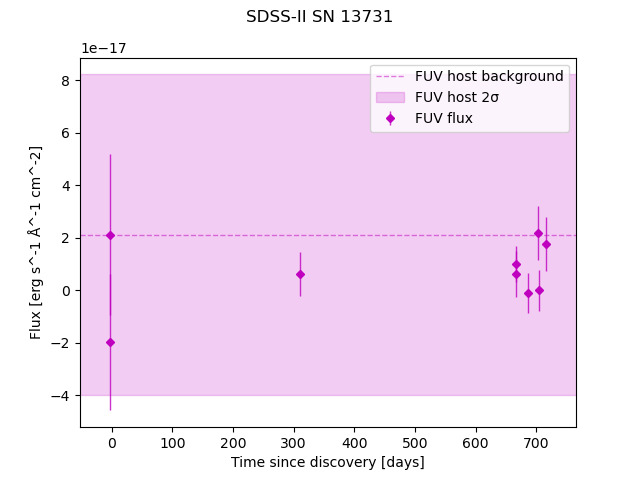 SDSS-II SN 13731
1e−17
FUV host background
FUV host 2σ
FUV flux
8
6
4
2
0
−2
−4
Flux [erg s^-1 Å^-1 cm^-2]
0 100 200 300 400 500 600 700
Time since discovery [days]